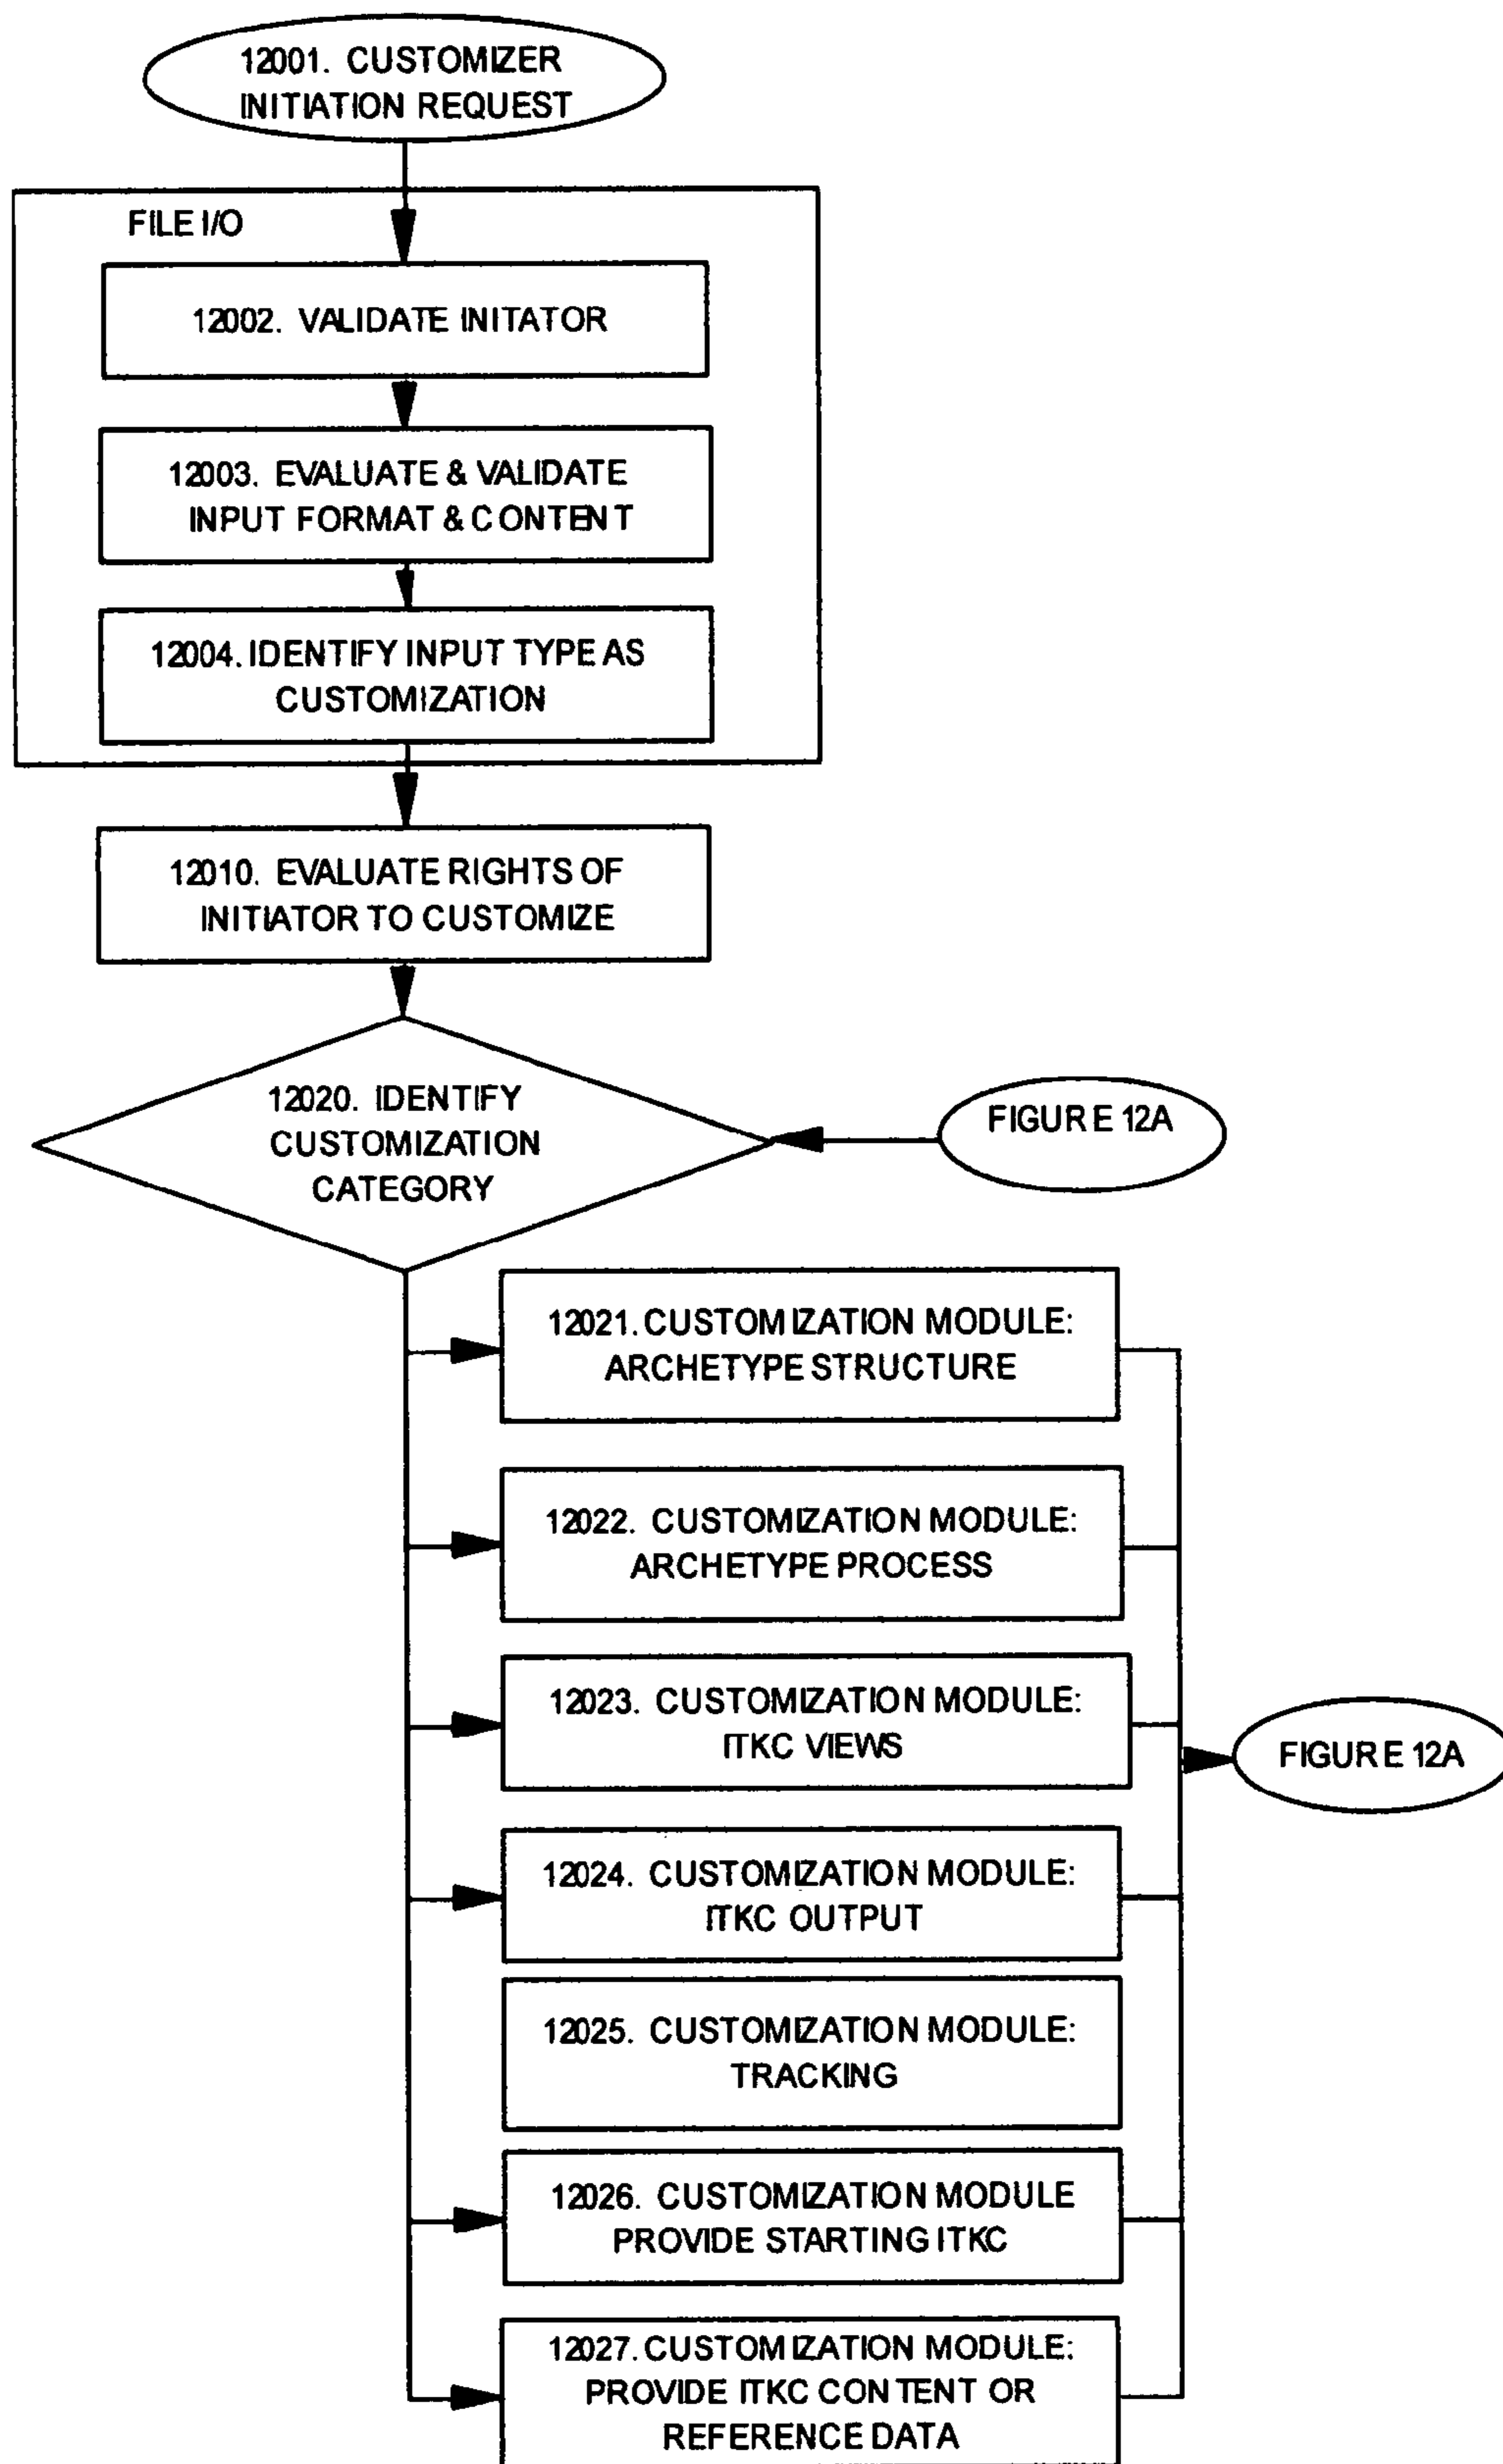 12001. CUSTOMIZER
INITIATION REQUEST
FILE I/O
12002. VALIDATE INITATOR
12003. EVALUATE & VALIDATE
INPUT FORMAT & CONTENT
12004. IDENTIFY INPUT TYPE AS
CUSTOMIZATION
12010. EVALUATE RIGHTS OF
INITIATOR TO CUSTOMIZE
12020. IDENTIFY
CUSTOMIZATION
CATEGORY
FIGURE 12A
12021. CUSTOMIZATION MODULE:
ARCHETYPE STRUCTURE
12022. CUSTOMIZATION MODULE:
ARCHETYPE PROCESS
12023. CUSTOMIZATION MODULE:
ITKC VIEWS
FIGURE 12A
12024. CUSTOMIZATION MODULE:
ITKC OUTPUT
12025. CUSTOMIZATION MODULE:
TRACKING
12026. CUSTOMIZATION MODULE
PROVIDE STARTING ITKC
12027. CUSTOMIZATION MODULE:
PROVIDE ITKC CONTENT OR
REFERENCE DATA